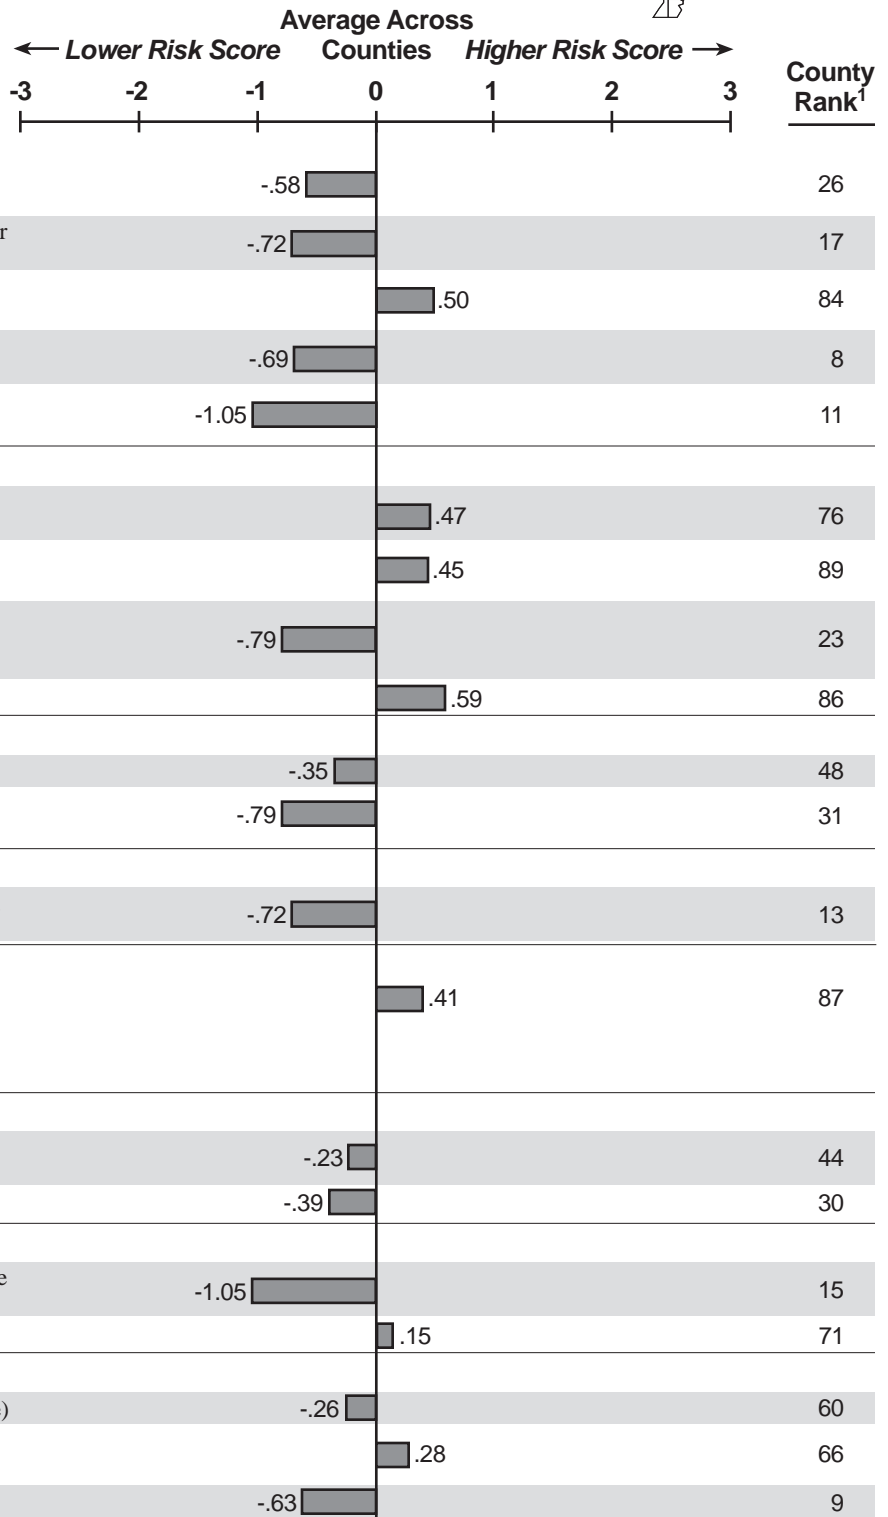 Average Across
Lower Risk Score Counties Higher Risk Score
County
-3 -2 -1 0 1 2 3
Rank1
-.58 26
r
-.72 17
.50 84
-.69 8
-1.05 11
.47 76
.45 89
-.79 23
.59 86
-.35 48
-.79 31
-.72 13
.41 87
-.23 44
-.39 30
e
-1.05 15
.15 71
) -.26 60
.28 66
-.63 9